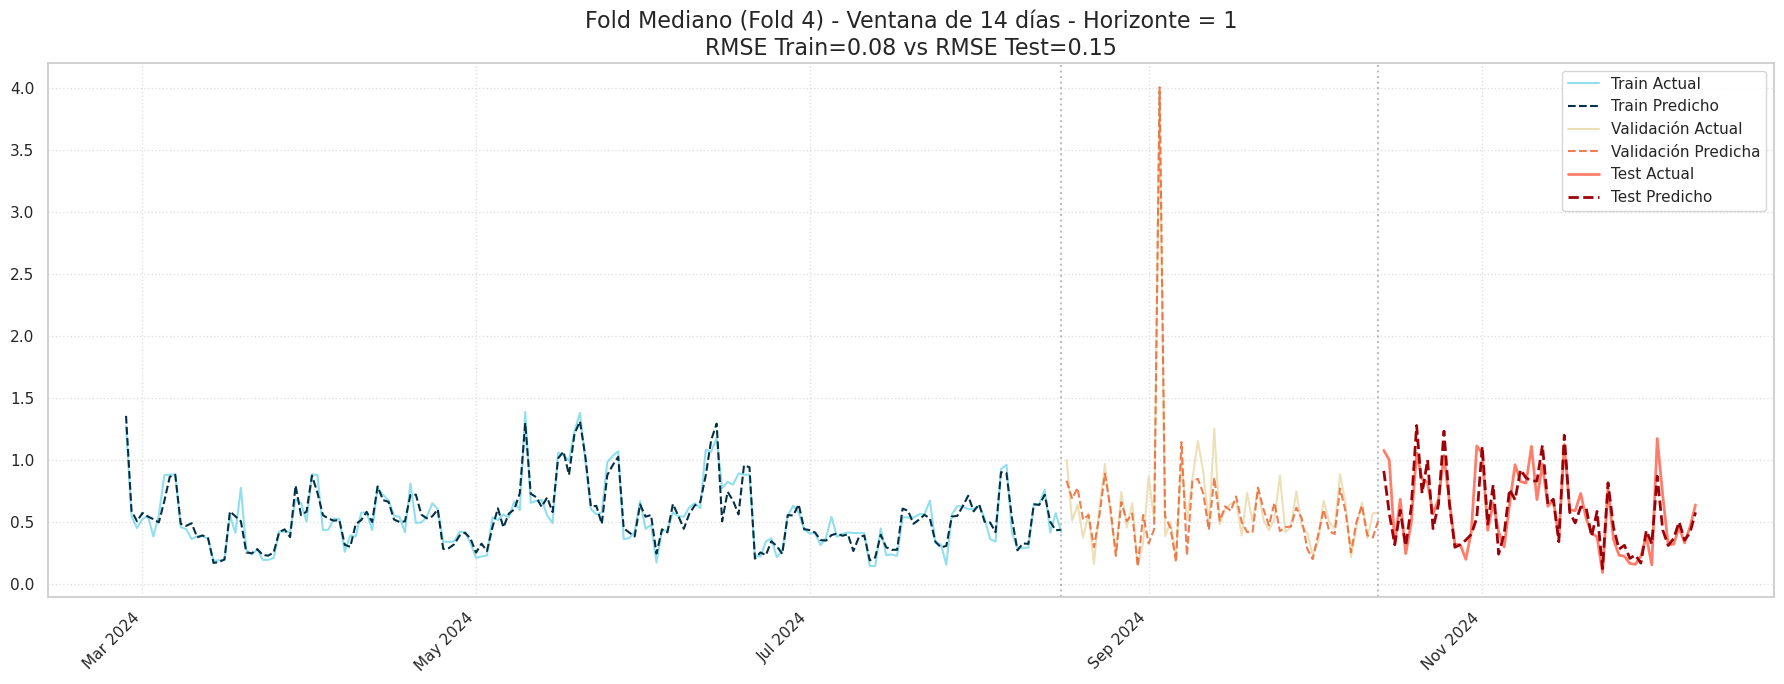 Fold Mediano (Fold 4) - Ventana de 14 días - Horizonte = 1
RMSE Train=0.08 vs RMSE Test=0.15
4.0
3.5
3.0
2.5
2.0
1.5
1.0
0.5
0.0
Train Actual
Train Predicho
Validación Actual
Validación Predicha
Test Actual
Test Predicho
Mar 2024
May 2024
Jul 2024
Sep 2024
Nov 2024